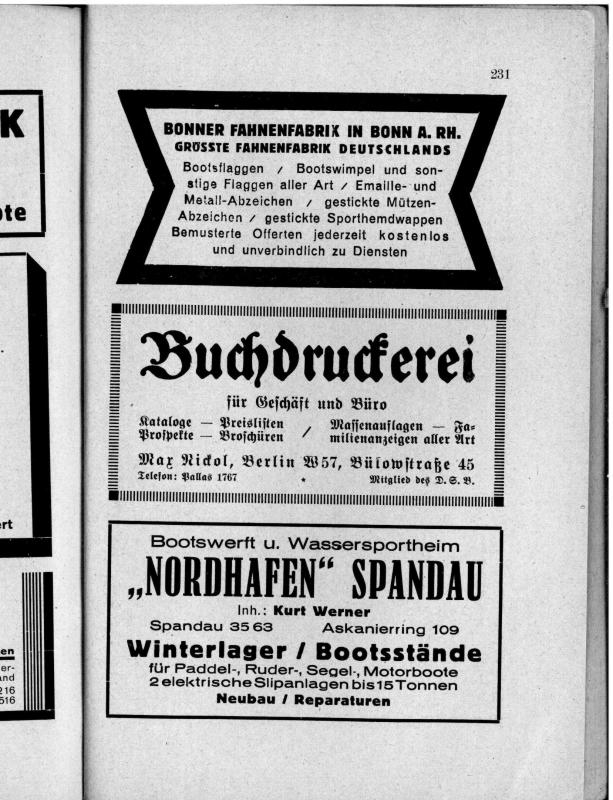 231
K
ote
ert
en
er-
and
216
516
BONNER FAHNENFABRIK IN BONN A. RH.
GRÖSSTE FAHNENFABRIK DEUTSCHLANDS
Bootsflaggen / Bootswimpel und son-
stige Flaggen aller Art / Emaille- und
Metall-Abzeichen / gestickte Mützen-
Abzeichen / gestickte Sporthemdwappen
Bemusterte Offerten jederzeit kostenlos
und unverbindlich zu Diensten
Buchdruckerei
für Geschäft und Büro
Kataloge — Preislisten / Massenauflagen — Fa-
Prospekte — Broschüren milienanzeigen aller Art
Max Nickol, Berlin W57, Bülowstraße 45
Telefon: Pallas 1767 * Mitglied des D. S. V.
Bootswerft u. Wassersportheim
„NORDHAFEN“ SPANDAU
Inh.: Kurt Werner
Spandau 3563 Askanierring 109
Winterlager / Bootsstände
für Paddel-, Ruder-, Segel-, Motorboote
2 elektrische Slipanlagen bis 15 Tonnen
Neubau / Reparaturen